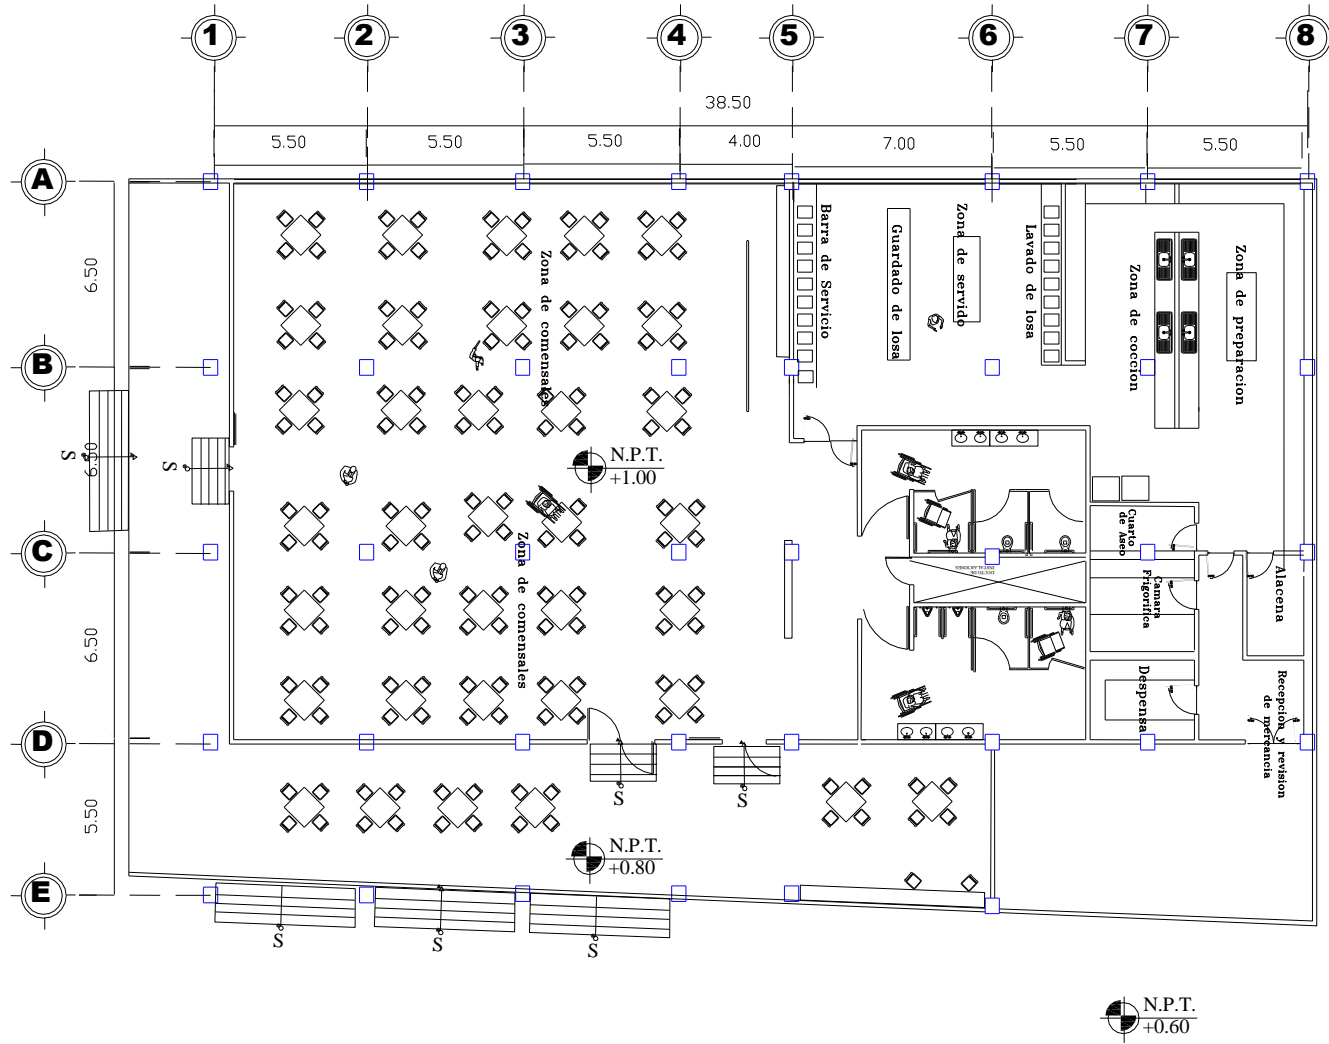 1 2 3 4 5 6 7 8
38.50
5.50 5.50 5.50 4.00 7.00 5.50 5.50
A
B
C
D
E
6.50
6.50
6.50
5.50
Zona de comensales
Zona de comensales
Barra de Servicio
Guardado de losa
Zona de servido
Lavado de losa
Zona de coccion
Zona de preparacion
N.P.T.
+1.00
S
S
Cuarto
de Aseo
Camara
Frigorifica
Alacena
DUCTO DE
INSTALACIONES
Despensa
Recepcion y revision
de mercancia
S
S
N.P.T.
+0.80
S
S
S
N.P.T.
+0.60